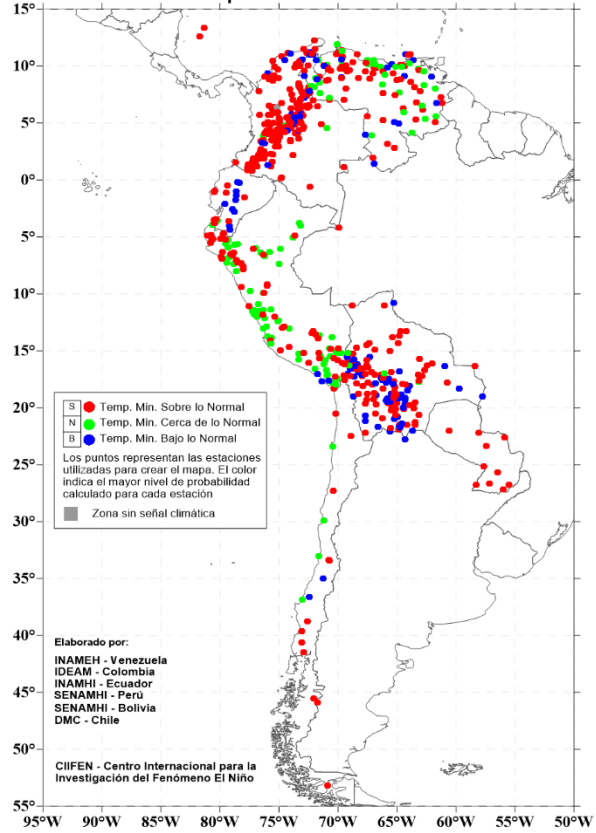 15°
10°
5°
0°
5°
10°
15°
20°
25°
30°
35°
40°
45°
50°
55°
S Temp. Min. Sobre lo Normal
N Temp. Min. Cerca de lo Normal
B Temp. Min. Bajo lo Normal
Los puntos representan las estaciones
utilizadas para crear el mapa. El color
indica el mayor nivel de probabilidad
calculado para cada estación
Zona sin señal climática
Elaborado por:
INAMEH - Venezuela
IDEAM - Colombia
INAMHI - Ecuador
SENAMHI - Perú
SENAMHI - Bolivia
DMC - Chile
CIIFEN - Centro Internacional para la
Investigación del Fenómeno El Niño
95°W 90°W 85°W 80°W 75°W 70°W 65°W 60°W 55°W 50°W